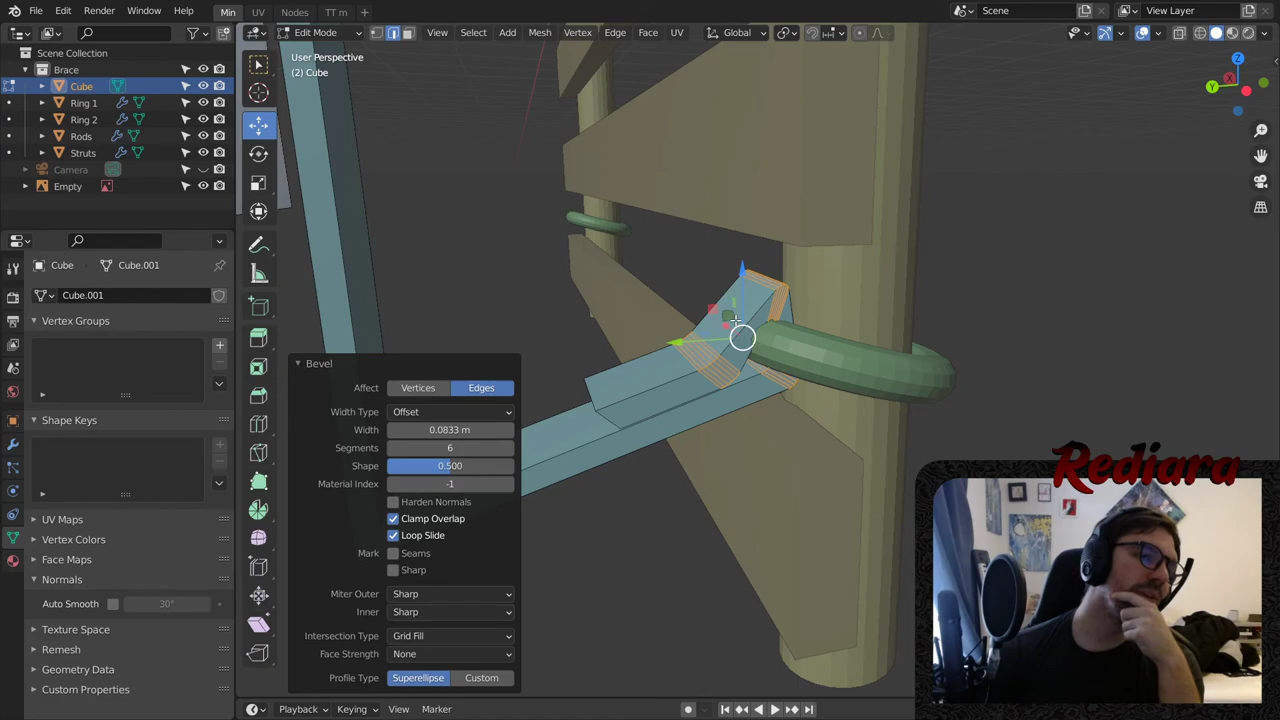 File Edit Render Window Help Min UV Nodes TT m + Scene View Layer
Edit Mode View Select Add Mesh Vertex Edge Face UV Global
Scene Collection
Brace
Cube
Ring 1
Ring 2
Rods
Struts
Camera
Empty
User Perspective
(2) Cube
Z
Y
X
Cube Cube.001
Cube.001
Vertex Groups
Shape Keys
UV Maps
Vertex Colors
Face Maps
Normals
Auto Smooth 30°
Texture Space
Remesh
Geometry Data
Custom Properties
Bevel
Affect Vertices Edges
Width Type Offset
Width 0.0833 m
Segments 6
Shape 0.500
Material Index -1
Harden Normals
Clamp Overlap
Loop Slide
Mark Seams
Sharp
Miter Outer Sharp
Inner Sharp
Intersection Type Grid Fill
Face Strength None
Profile Type Superellipse Custom
Rediara
Playback Keying View Marker